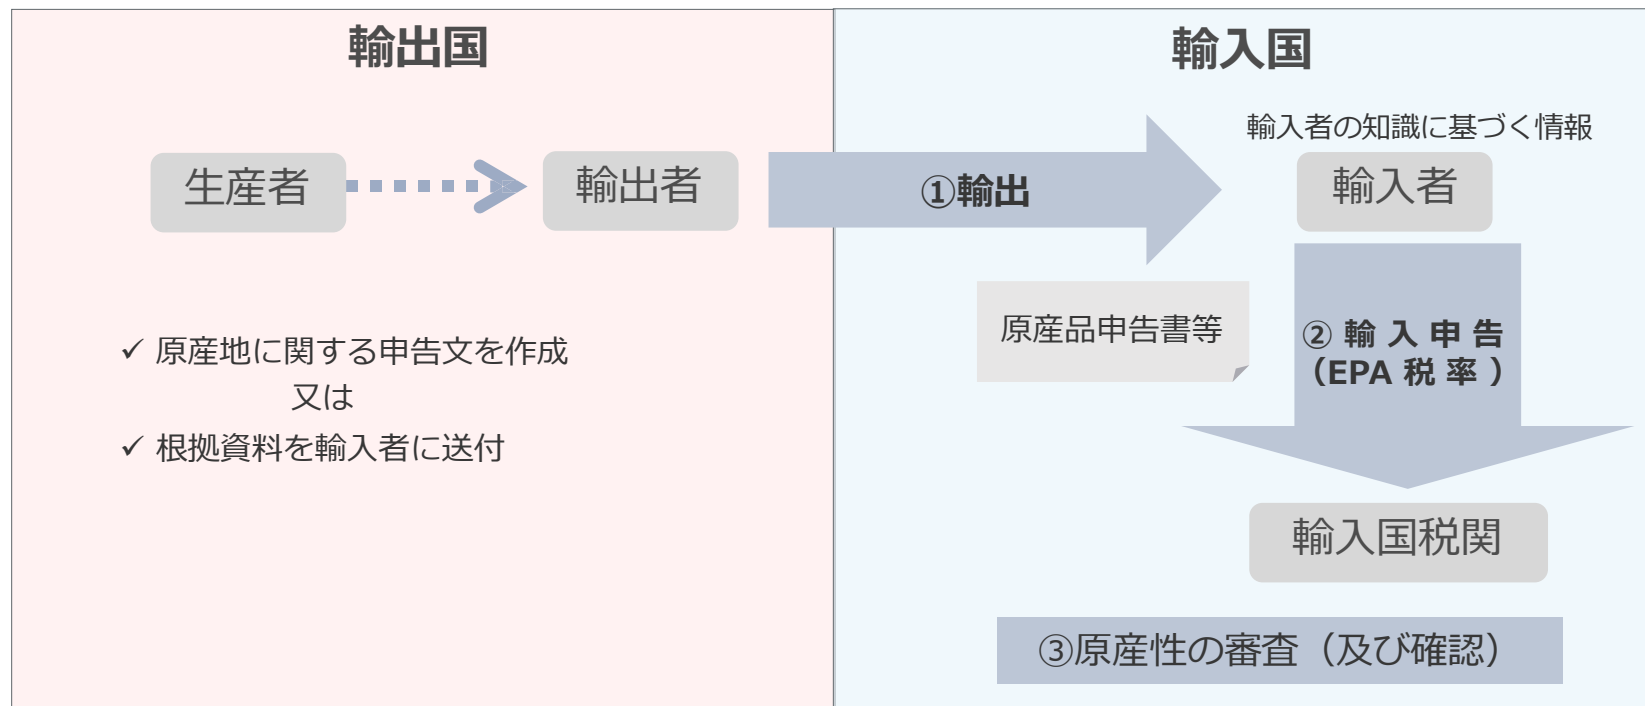 輸出国
生産者
輸出者
✓ 原産地に関する申告文を作成
又は
✓ 根拠資料を輸入者に送付
①輸出
輸入国
輸入者の知識に基づく情報
輸入者
原産品申告書等
②輸入申告
（EPA税率）
輸入国税関
③原産性の審査（及び確認）